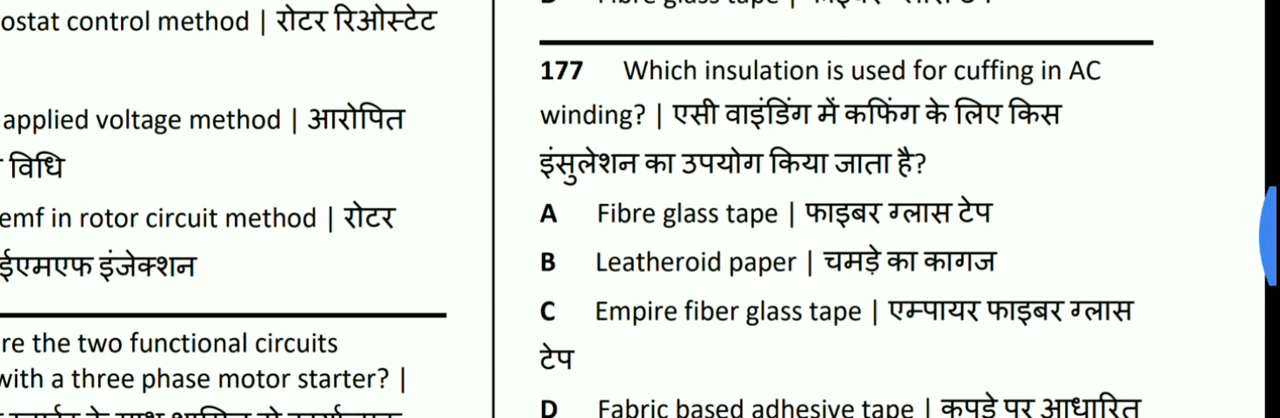 ostat control method | रोटर रिओस्टेट
applied voltage method | आरोपित
विधि
emf in rotor circuit method | रोटर
ईएमएफ इंजेक्शन
re the two functional circuits
with a three phase motor starter? |
177 Which insulation is used for cuffing in AC
winding? | एसी वाइंडिंग में कफिंग के लिए किस
इंसुलेशन का उपयोग किया जाता है?
A Fibre glass tape | फाइबर ग्लास टेप
B Leatheroid paper | चमड़े का कागज
C Empire fiber glass tape | एम्पायर फाइबर ग्लास
टेप
D Fabric based adhesive tape | कपड़े पर आधारित